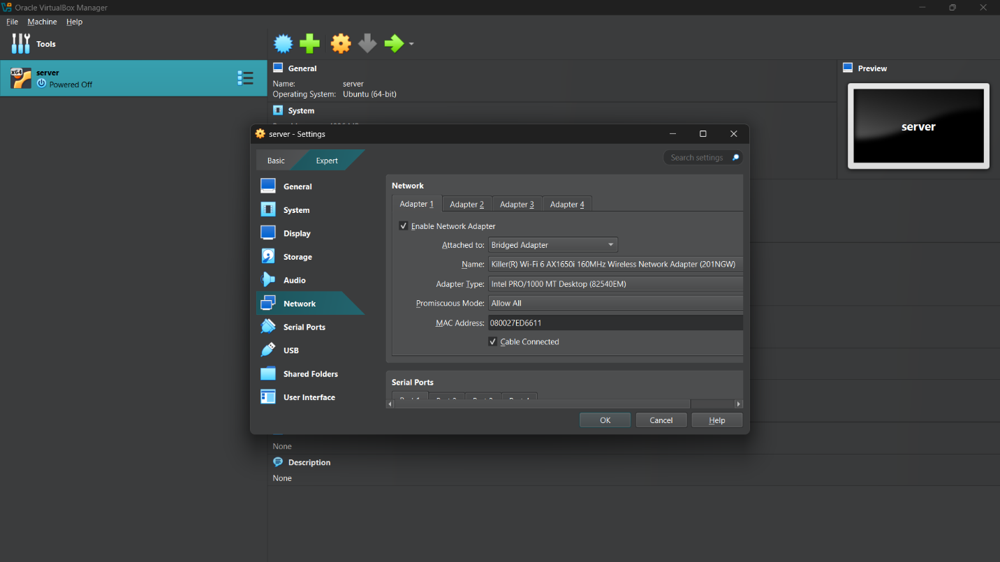 Oracle VirtualBox Manager
File Machine Help
Tools
x64
server
Powered Off
General
Name: server
Operating System: Ubuntu (64-bit)
System
Preview
server
server - Settings
Basic
Expert
Search settings
General
System
Display
Storage
Audio
Network
Serial Ports
USB
Shared Folders
User Interface
Network
Adapter 1 Adapter 2 Adapter 3 Adapter 4
Enable Network Adapter
Attached to: Bridged Adapter
Name: Killer(R) Wi-Fi 6 AX1650i 160MHz Wireless Network Adapter (201NGW)
Adapter Type: Intel PRO/1000 MT Desktop (82540EM)
Promiscuous Mode: Allow All
MAC Address: 080027ED6611
Cable Connected
Serial Ports
OK Cancel Help
None
Description
None